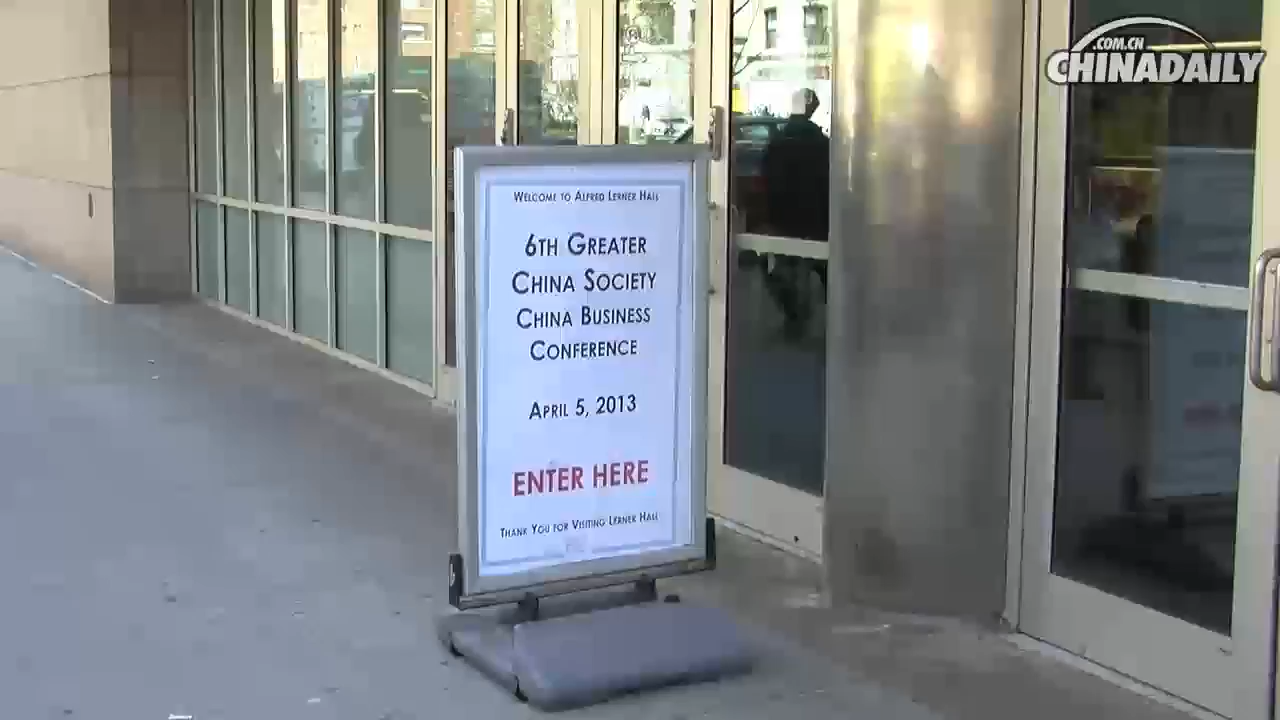 .COM.CN
CHINADAILY
WELCOME TO ALFRED LERNER HALL
6TH GREATER
CHINA SOCIETY
CHINA BUSINESS
CONFERENCE
APRIL 5, 2013
ENTER HERE
THANK YOU FOR VISITING LERNER HALL